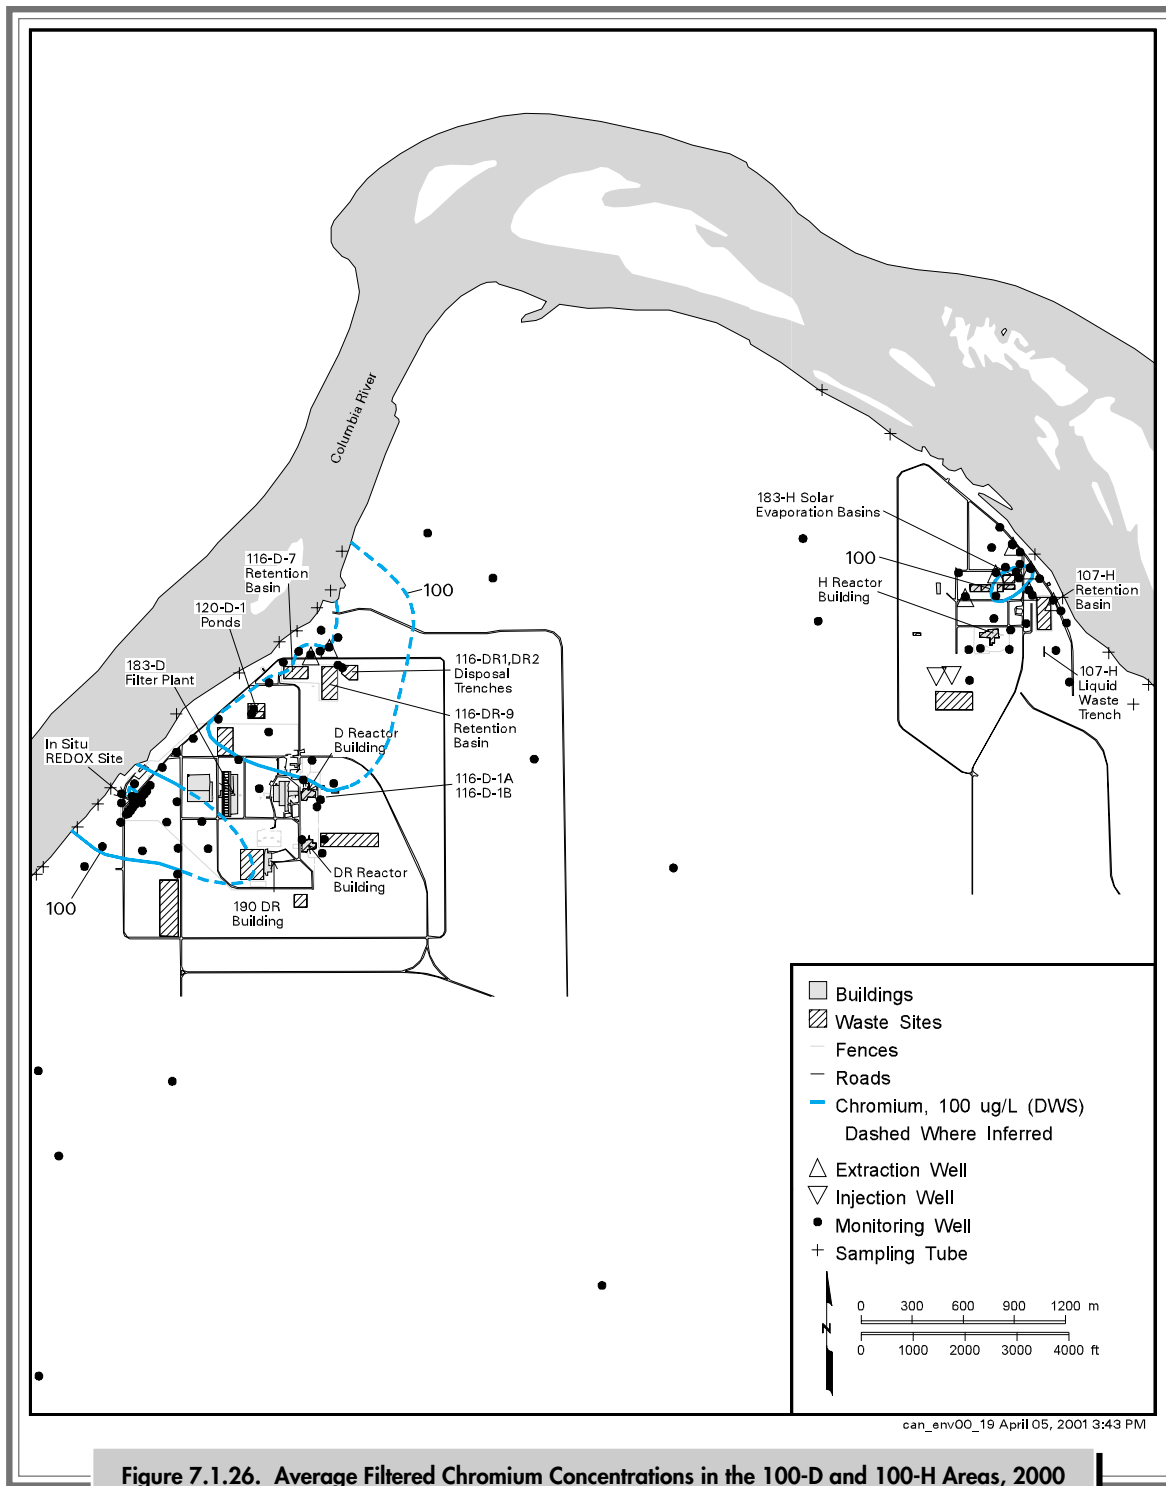 Columbia River
183-H Solar
Evaporation Basins
100
H Reactor
Building
107-H
Retention
Basin
107-H
Liquid
Waste
Trench
116-D-7
Retention
Basin
100
120-D-1
Ponds
183-D
Filter Plant
116-DR1,DR2
Disposal
Trenches
116-DR-9
Retention
Basin
In Situ
REDOX Site
D Reactor
Building
116-D-1A
116-D-1B
DR Reactor
Building
100
190 DR
Building
Buildings
Waste Sites
Fences
Roads
Chromium, 100 ug/L (DWS)
Dashed Where Inferred
Extraction Well
Injection Well
Monitoring Well
Sampling Tube
N
0 300 600 900 1200 m
0 1000 2000 3000 4000 ft
can_env00_19 April 05, 2001 3:43 PM
Figure 7.1.26. Average Filtered Chromium Concentrations in the 100-D and 100-H Areas, 2000